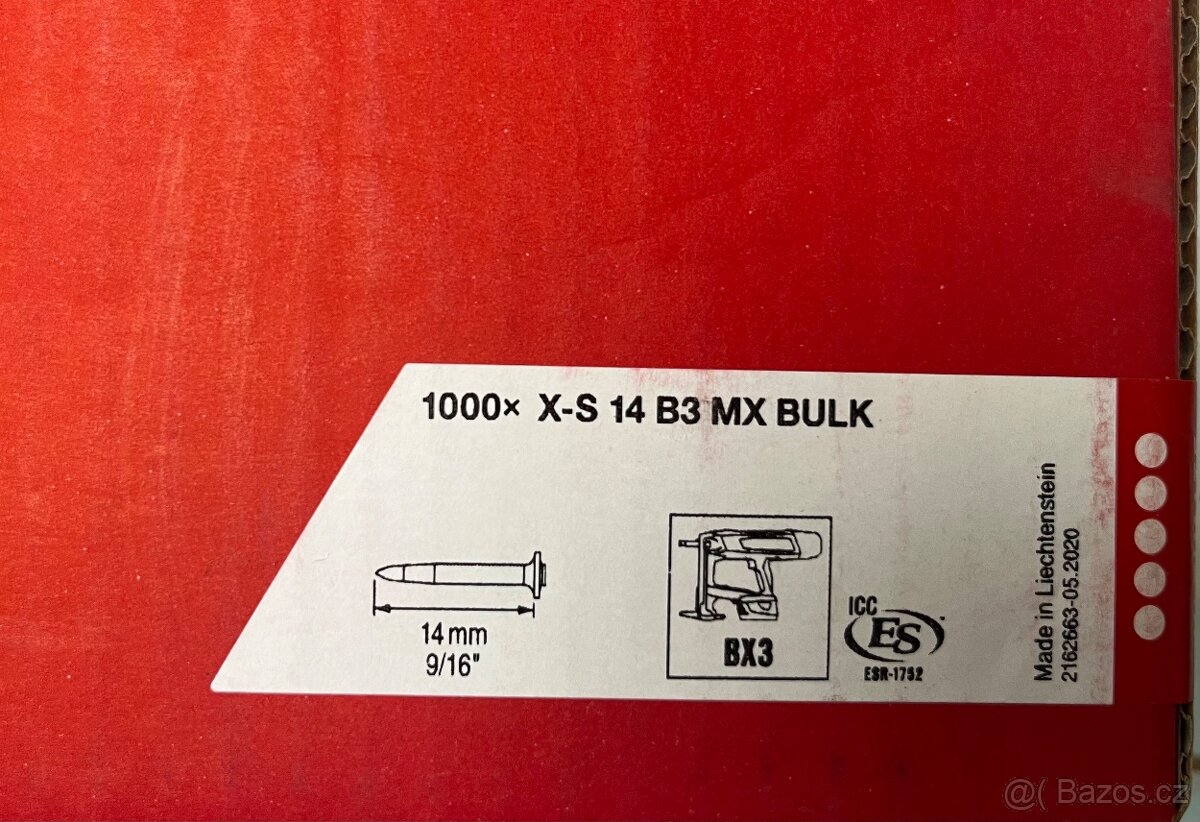 1000× X-S 14 B3 MX BULK
14 mm
9/16"
BX3
ICC
ES
ESR-1752
Made in Liechtenstein
2162663-05.2020
@( Bazos.cz